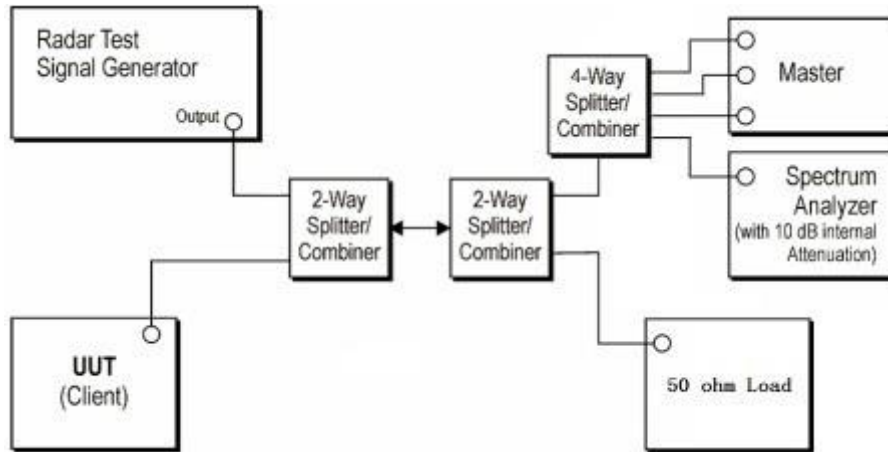 Radar Test
Signal Generator
Output
4-Way
Splitter/
Combiner
Master
2-Way
Splitter/
Combiner
2-Way
Splitter/
Combiner
Spectrum
Analyzer
(with 10 dB internal
Attenuation)
UUT
(Client)
50 ohm Load